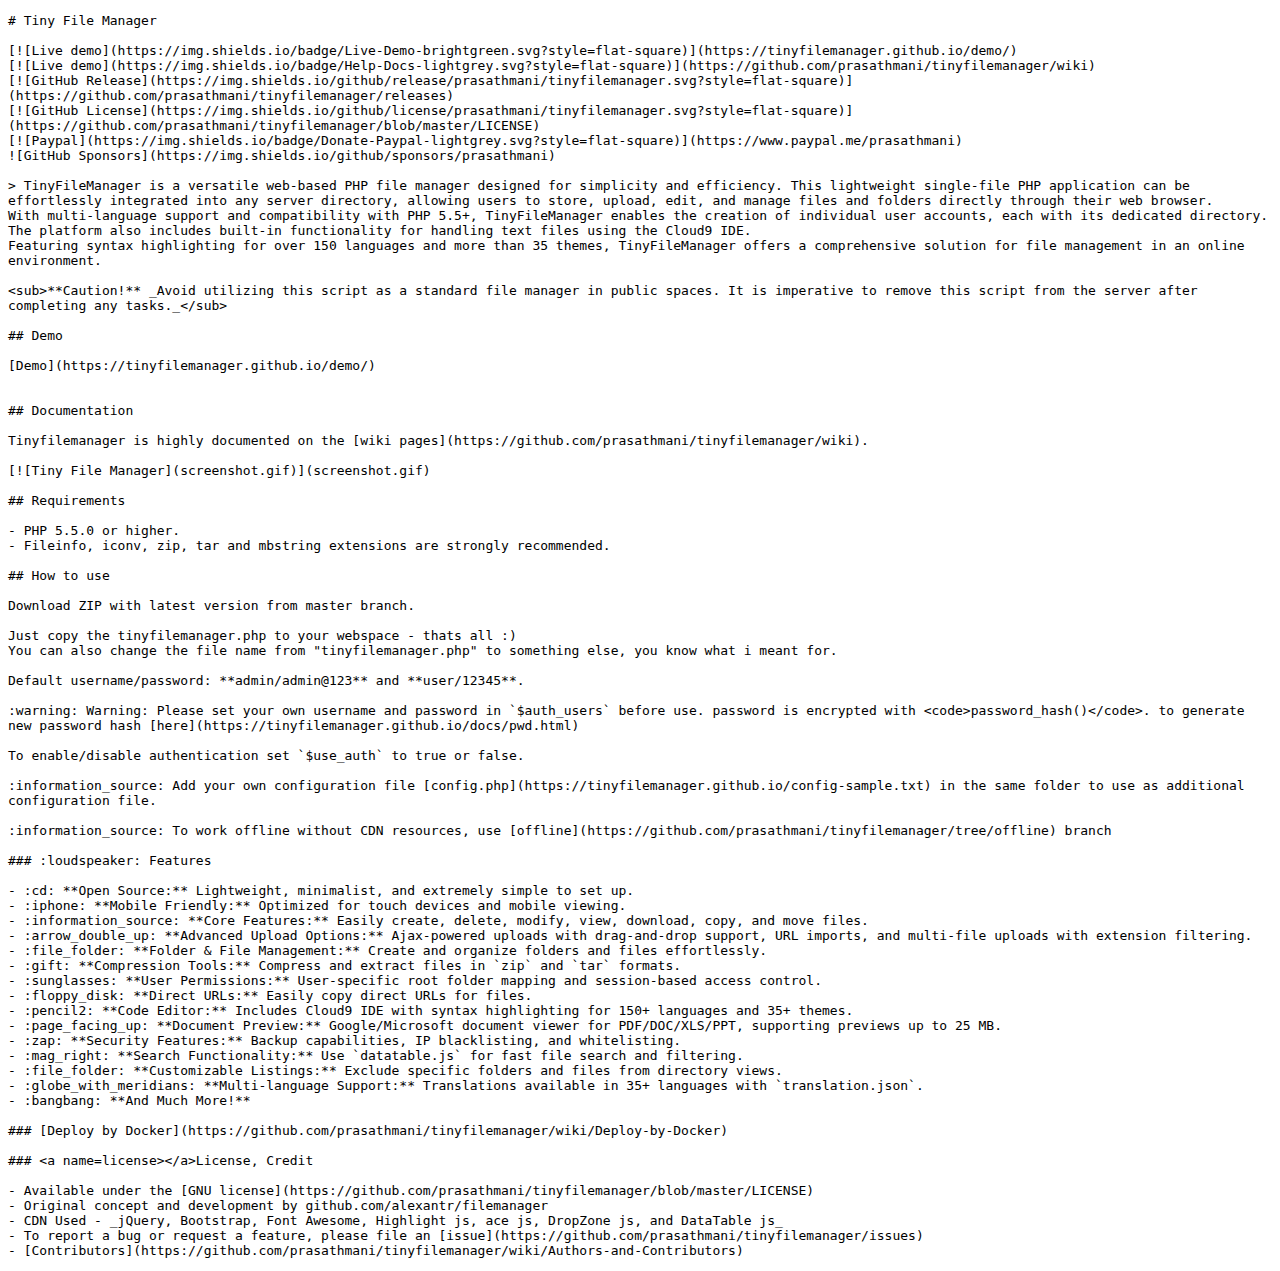 # Tiny File Manager

[![Live demo](https://img.shields.io/badge/Live-Demo-brightgreen.svg?style=flat-square)](https://tinyfilemanager.github.io/demo/)
[![Live demo](https://img.shields.io/badge/Help-Docs-lightgrey.svg?style=flat-square)](https://github.com/prasathmani/tinyfilemanager/wiki)
[![GitHub Release](https://img.shields.io/github/release/prasathmani/tinyfilemanager.svg?style=flat-square)]
(https://github.com/prasathmani/tinyfilemanager/releases)
[![GitHub License](https://img.shields.io/github/license/prasathmani/tinyfilemanager.svg?style=flat-square)]
(https://github.com/prasathmani/tinyfilemanager/blob/master/LICENSE)
[![Paypal](https://img.shields.io/badge/Donate-Paypal-lightgrey.svg?style=flat-square)](https://www.paypal.me/prasathmani)
![GitHub Sponsors](https://img.shields.io/github/sponsors/prasathmani)

> TinyFileManager is a versatile web-based PHP file manager designed for simplicity and efficiency. This lightweight single-file PHP application can be
effortlessly integrated into any server directory, allowing users to store, upload, edit, and manage files and folders directly through their web browser.
With multi-language support and compatibility with PHP 5.5+, TinyFileManager enables the creation of individual user accounts, each with its dedicated directory.
The platform also includes built-in functionality for handling text files using the Cloud9 IDE.
Featuring syntax highlighting for over 150 languages and more than 35 themes, TinyFileManager offers a comprehensive solution for file management in an online
environment.

<sub>**Caution!** _Avoid utilizing this script as a standard file manager in public spaces. It is imperative to remove this script from the server after
completing any tasks._</sub>

## Demo

[Demo](https://tinyfilemanager.github.io/demo/)


## Documentation

Tinyfilemanager is highly documented on the [wiki pages](https://github.com/prasathmani/tinyfilemanager/wiki).

[![Tiny File Manager](screenshot.gif)](screenshot.gif)

## Requirements

- PHP 5.5.0 or higher.
- Fileinfo, iconv, zip, tar and mbstring extensions are strongly recommended.

## How to use

Download ZIP with latest version from master branch.

Just copy the tinyfilemanager.php to your webspace - thats all :)
You can also change the file name from "tinyfilemanager.php" to something else, you know what i meant for.

Default username/password: **admin/admin@123** and **user/12345**.

:warning: Warning: Please set your own username and password in `$auth_users` before use. password is encrypted with <code>password_hash()</code>. to generate
new password hash [here](https://tinyfilemanager.github.io/docs/pwd.html)

To enable/disable authentication set `$use_auth` to true or false.

:information_source: Add your own configuration file [config.php](https://tinyfilemanager.github.io/config-sample.txt) in the same folder to use as additional
configuration file.

:information_source: To work offline without CDN resources, use [offline](https://github.com/prasathmani/tinyfilemanager/tree/offline) branch

### :loudspeaker: Features

- :cd: **Open Source:** Lightweight, minimalist, and extremely simple to set up.
- :iphone: **Mobile Friendly:** Optimized for touch devices and mobile viewing.
- :information_source: **Core Features:** Easily create, delete, modify, view, download, copy, and move files.
- :arrow_double_up: **Advanced Upload Options:** Ajax-powered uploads with drag-and-drop support, URL imports, and multi-file uploads with extension filtering.
- :file_folder: **Folder & File Management:** Create and organize folders and files effortlessly.
- :gift: **Compression Tools:** Compress and extract files in `zip` and `tar` formats.
- :sunglasses: **User Permissions:** User-specific root folder mapping and session-based access control.
- :floppy_disk: **Direct URLs:** Easily copy direct URLs for files.
- :pencil2: **Code Editor:** Includes Cloud9 IDE with syntax highlighting for 150+ languages and 35+ themes.
- :page_facing_up: **Document Preview:** Google/Microsoft document viewer for PDF/DOC/XLS/PPT, supporting previews up to 25 MB.
- :zap: **Security Features:** Backup capabilities, IP blacklisting, and whitelisting.
- :mag_right: **Search Functionality:** Use `datatable.js` for fast file search and filtering.
- :file_folder: **Customizable Listings:** Exclude specific folders and files from directory views.
- :globe_with_meridians: **Multi-language Support:** Translations available in 35+ languages with `translation.json`.
- :bangbang: **And Much More!**

### [Deploy by Docker](https://github.com/prasathmani/tinyfilemanager/wiki/Deploy-by-Docker)

### <a name=license></a>License, Credit

- Available under the [GNU license](https://github.com/prasathmani/tinyfilemanager/blob/master/LICENSE)
- Original concept and development by github.com/alexantr/filemanager
- CDN Used - _jQuery, Bootstrap, Font Awesome, Highlight js, ace js, DropZone js, and DataTable js_
- To report a bug or request a feature, please file an [issue](https://github.com/prasathmani/tinyfilemanager/issues)
- [Contributors](https://github.com/prasathmani/tinyfilemanager/wiki/Authors-and-Contributors)